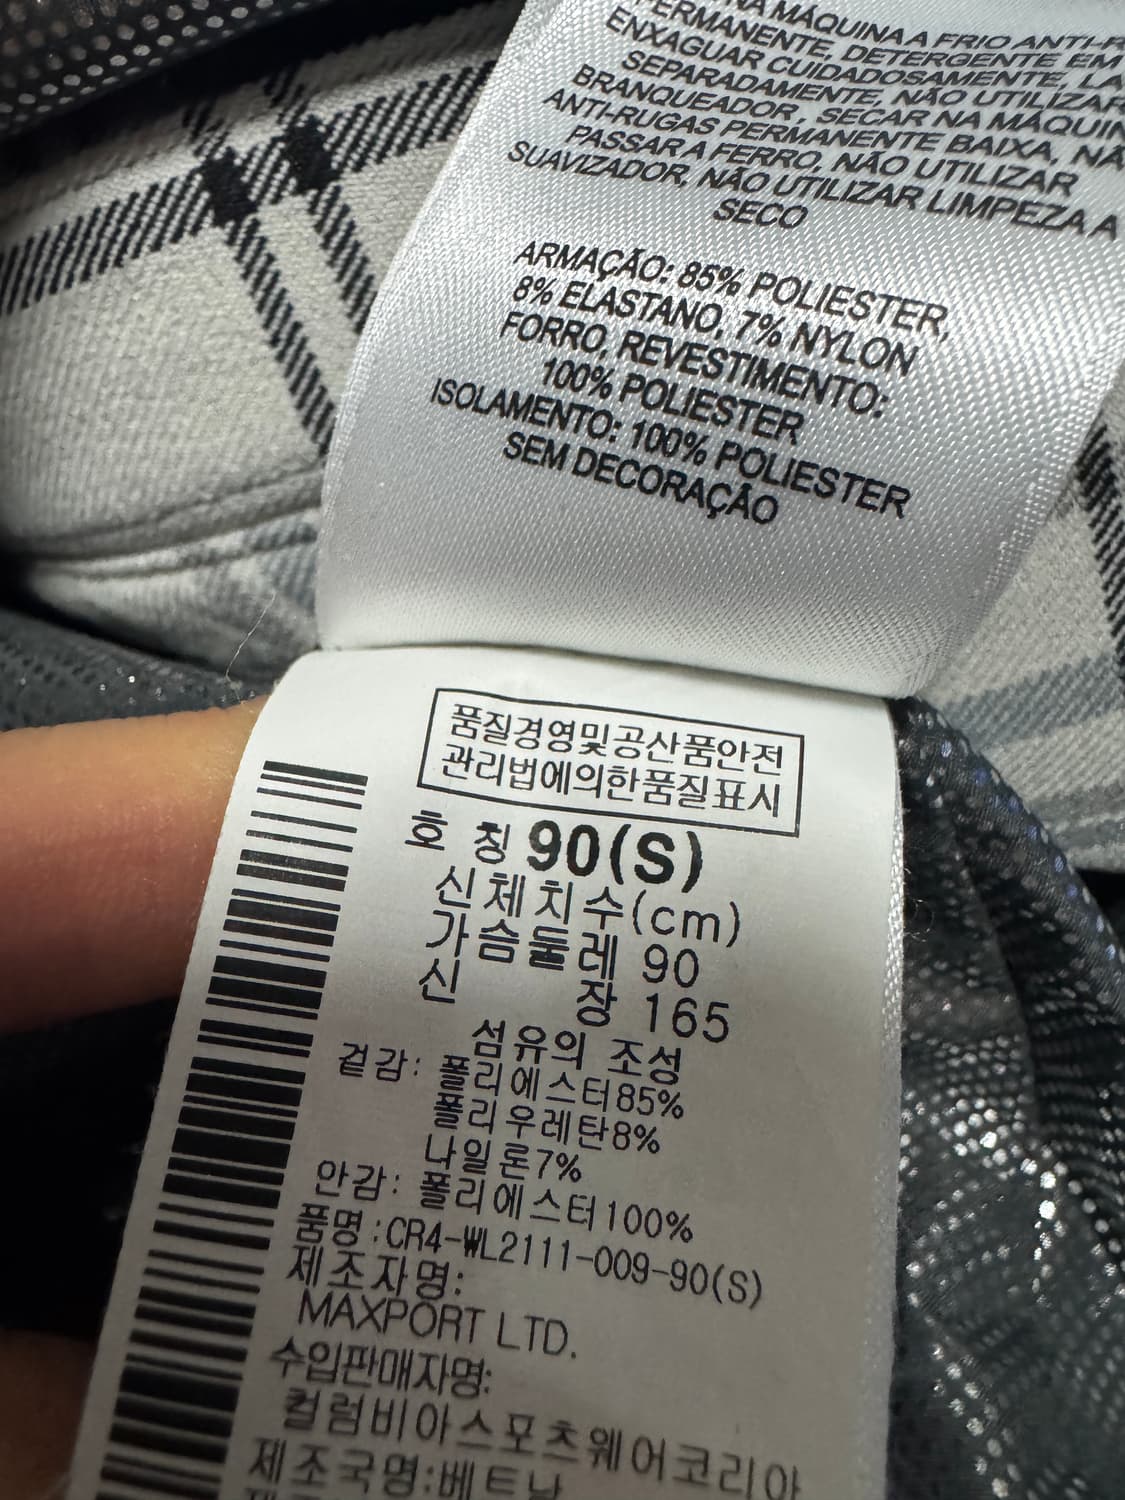 NA MÁQUINA A FRIO ANTI-R
PERMANENTE, DETERGENTE EM
ENXAGUAR CUIDADOSAMENTE, LA
SEPARADAMENTE, NÃO UTILIZAR
BRANQUEADOR, SECAR NA MÁQUIN
ANTI-RUGAS PERMANENTE BAIXA, NÃ
PASSAR A FERRO, NÃO UTILIZAR
SUAVIZADOR, NÃO UTILIZAR LIMPEZA A
SECO
ARMAÇÃO: 85% POLIESTER,
8% ELASTANO, 7% NYLON
FORRO, REVESTIMENTO:
100% POLIESTER
ISOLAMENTO: 100% POLIESTER
SEM DECORAÇÃO
품질경영및공산품안전
관리법에의한품질표시
호 칭 90(S)
신체치수(cm)
가슴둘레 90
신 장 165
섬유의 조성
겉감: 폴리에스터85%
폴리우레탄8%
나일론7%
안감: 폴리에스터100%
품명:CR4-₩L2111-009-90(S)
제조자명:
MAXPORT LTD.
수입판매자명:
컬럼비아스포츠웨어코리아
제조국명:베트남